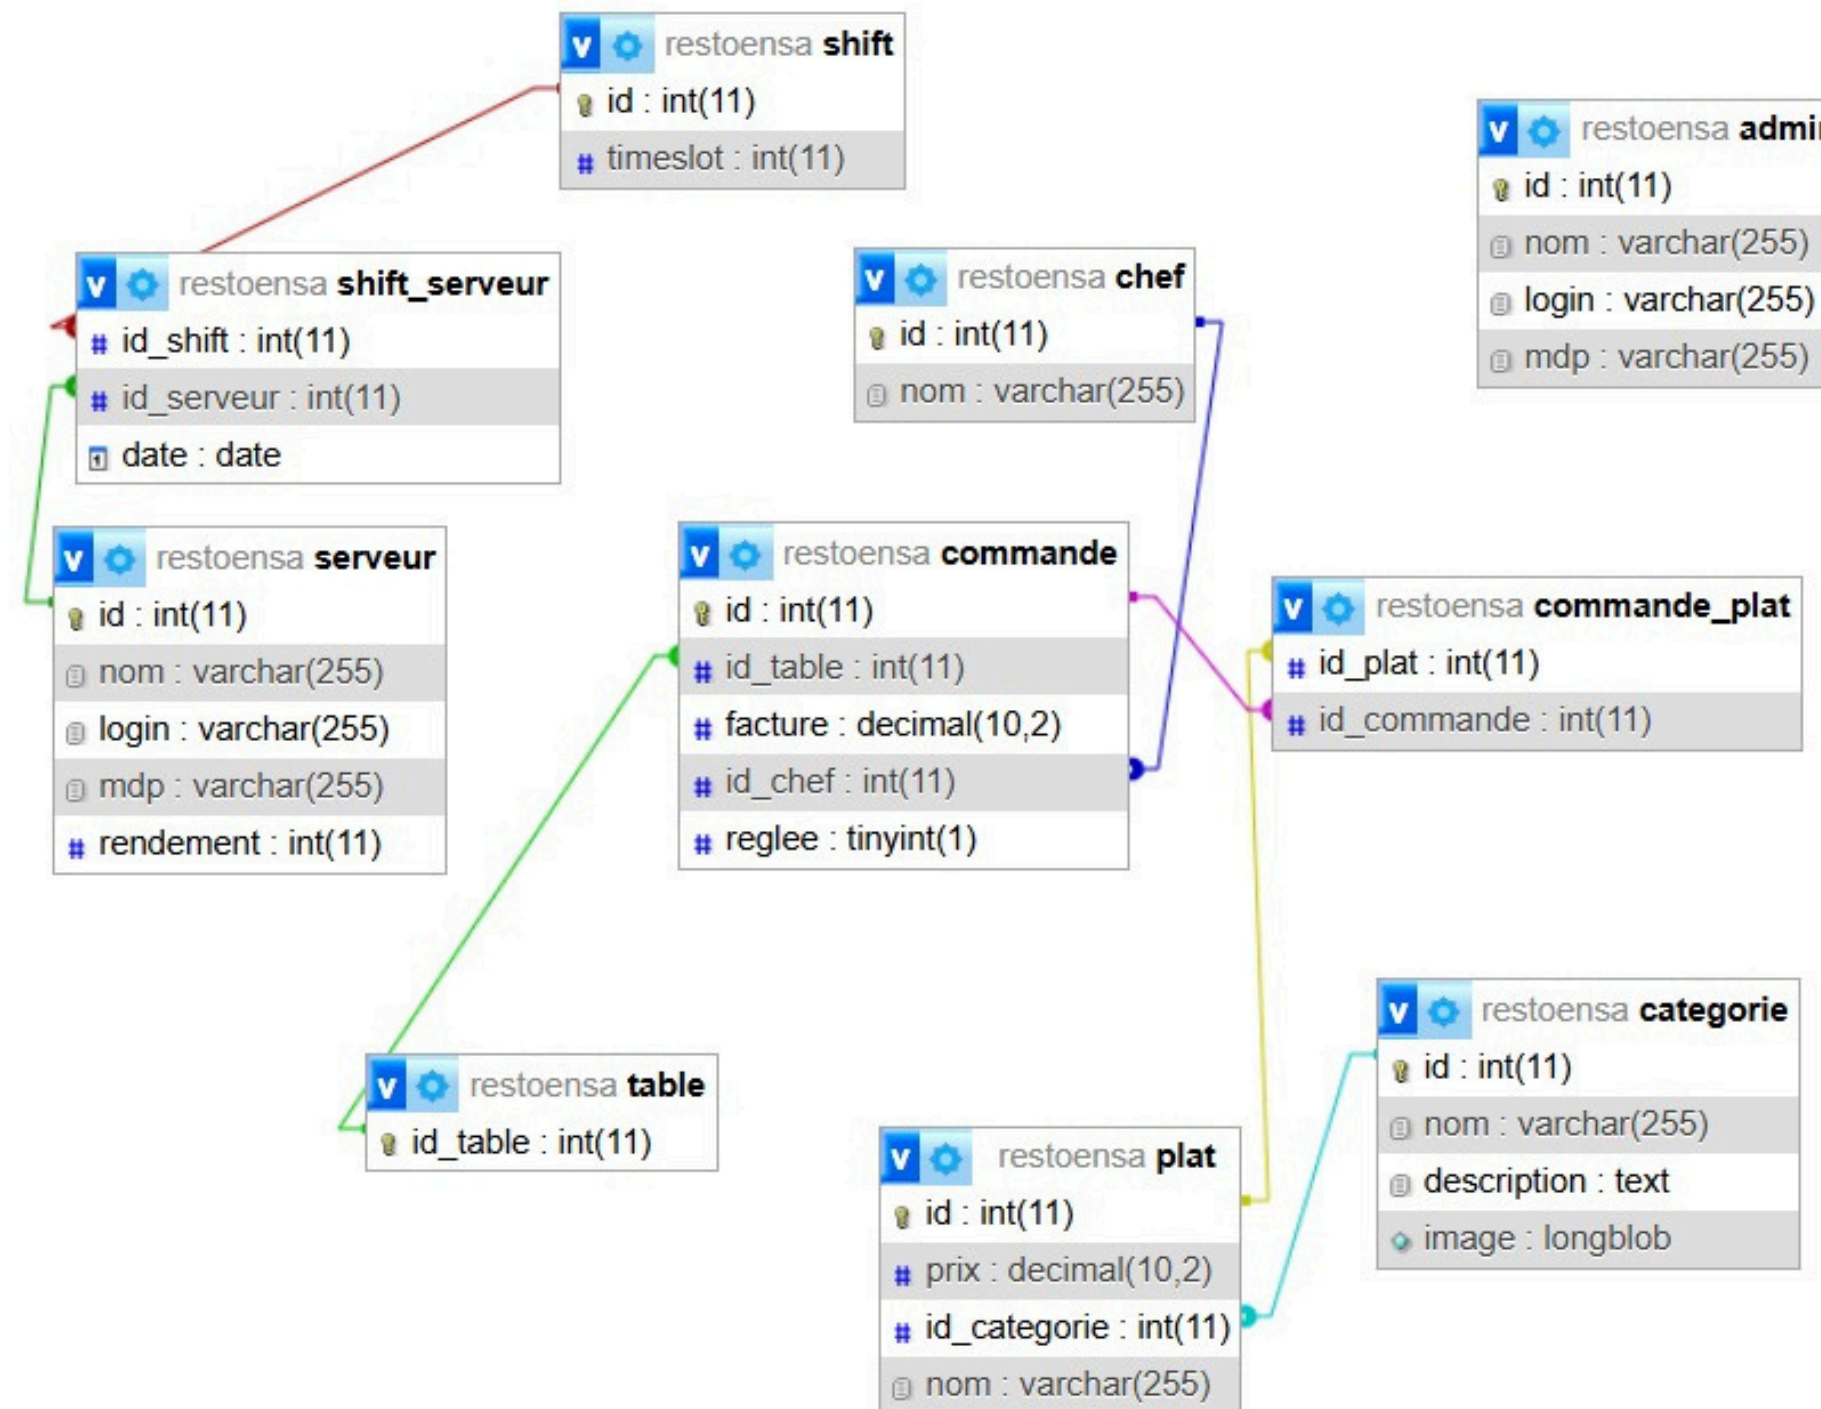 v restoensa shift
id : int(11)
# timeslot : int(11)
v restoensa admin
id : int(11)
nom : varchar(255)
login : varchar(255)
mdp : varchar(255)
v restoensa shift_serveur
# id_shift : int(11)
# id_serveur : int(11)
date : date
v restoensa chef
id : int(11)
nom : varchar(255)
v restoensa serveur
id : int(11)
nom : varchar(255)
login : varchar(255)
mdp : varchar(255)
# rendement : int(11)
v restoensa commande
id : int(11)
# id_table : int(11)
# facture : decimal(10,2)
# id_chef : int(11)
# reglee : tinyint(1)
v restoensa commande_plat
# id_plat : int(11)
# id_commande : int(11)
v restoensa table
id_table : int(11)
v restoensa plat
id : int(11)
# prix : decimal(10,2)
# id_categorie : int(11)
nom : varchar(255)
v restoensa categorie
id : int(11)
nom : varchar(255)
description : text
image : longblob